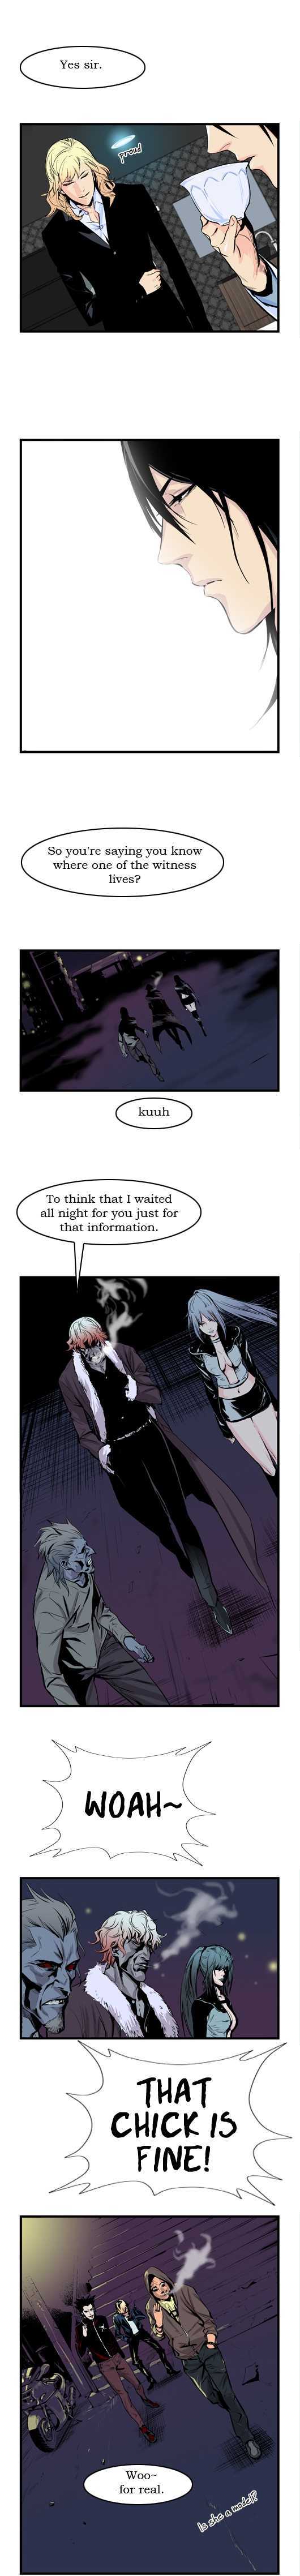 Yes sir.
proud
So you're saying you know
where one of the witness
lives?
kuuh
To think that I waited
all night for you just for
that information.
WOAH~
THAT
CHICK IS
FINE!
Woo~
for real.
Is she a model?